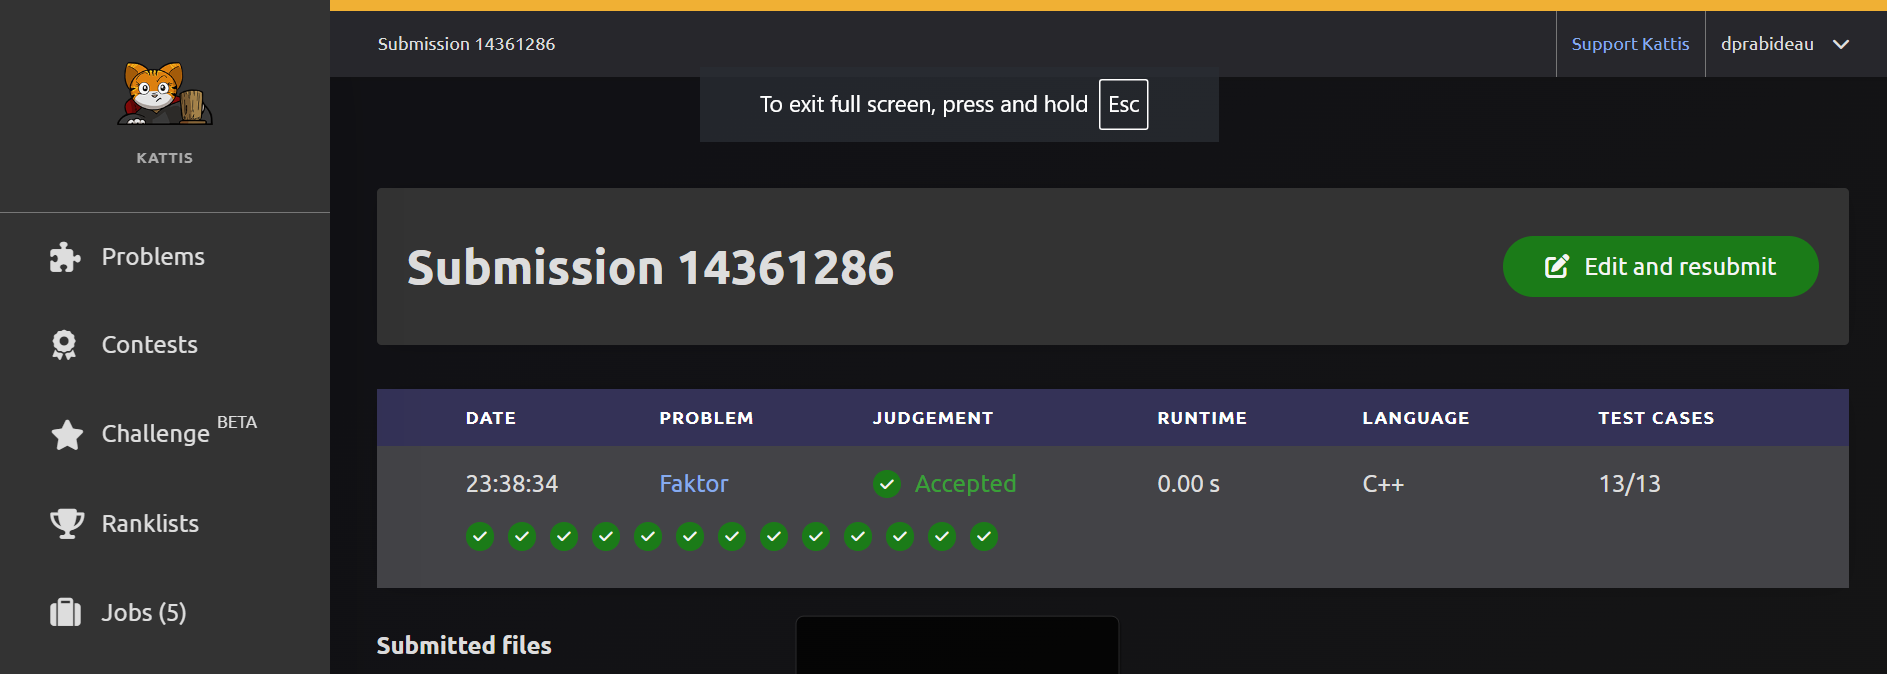 Submission 14361286
Support Kattis
dprabideau
To exit full screen, press and hold Esc
KATTIS
Problems
Contests
Challenge BETA
Ranklists
Jobs (5)
Submission 14361286
Edit and resubmit
DATE PROBLEM JUDGEMENT RUNTIME LANGUAGE TEST CASES
23:38:34 Faktor Accepted 0.00 s C++ 13/13
Submitted files